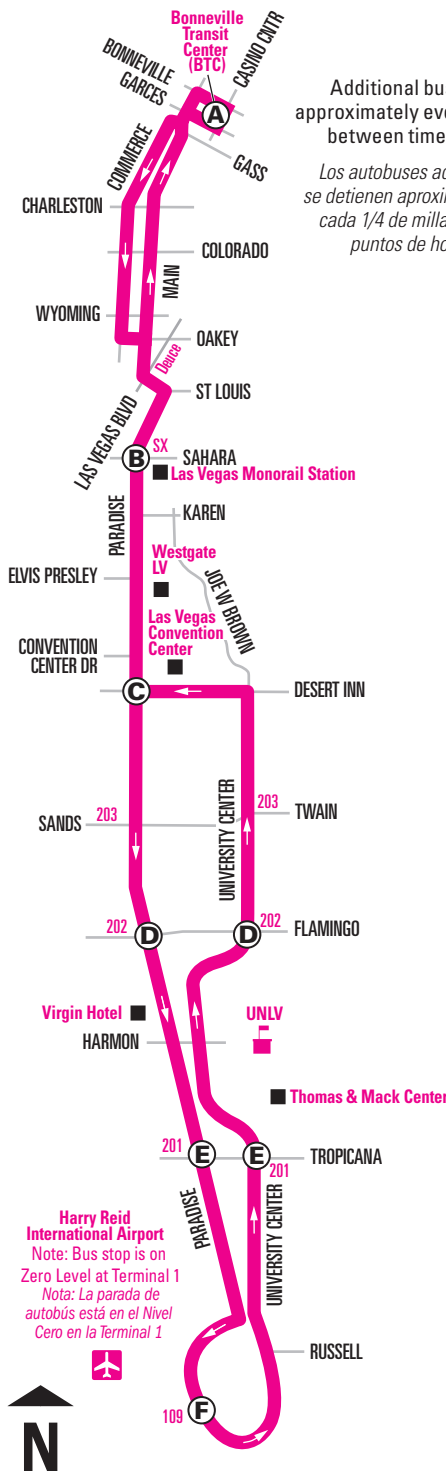 Bonneville
Transit
Center
(BTC)
CASINO CNTR
BONNEVILLE
GARCES
A
Additional bu
approximately eve
between time
GASS
Los autobuses ac
se detienen aproxi
cada 1/4 de milla
puntos de ho
COMMERCE
CHARLESTON
COLORADO
MAIN
WYOMING
OAKEY
Deuce
ST LOUIS
LAS VEGAS BLVD
SX
B
SAHARA
Las Vegas Monorail Station
PARADISE
KAREN
Westgate
LV
ELVIS PRESLEY
JOE W BROWN
Las Vegas
Convention
Center
CONVENTION
CENTER DR
C
DESERT INN
UNIVERSITY CENTER
203
203
SANDS
TWAIN
202
D
D
202
FLAMINGO
Virgin Hotel
UNLV
HARMON
Thomas & Mack Center
201
E
E
201
TROPICANA
PARADISE
UNIVERSITY CENTER
Harry Reid
International Airport
Note: Bus stop is on
Zero Level at Terminal 1
Nota: La parada de
autobús está en el Nivel
Cero en la Terminal 1
RUSSELL
109
F
N